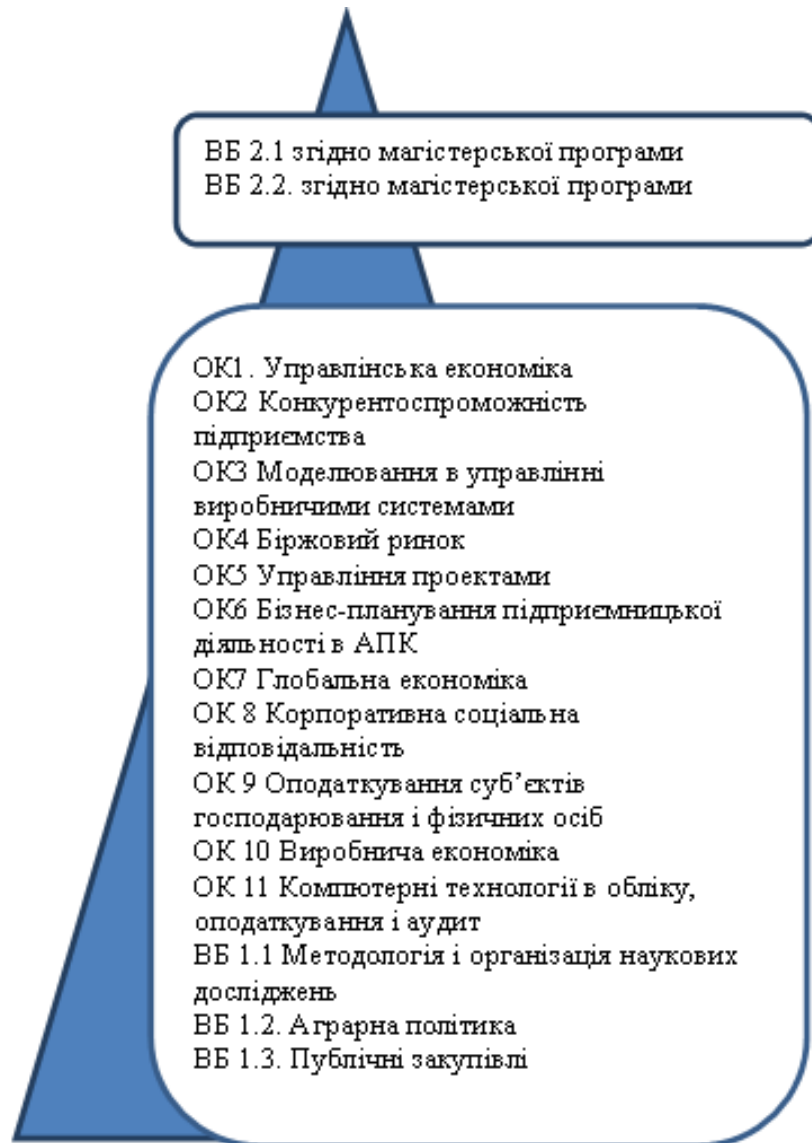 ВБ 2.1 згідно магістерської програми
ВБ 2.2. згідно магістерської програми
ОК1. Управлінська економіка
ОК2 Конкурентоспроможність
підприємства
ОК3 Моделювання в управлінні
виробничими системами
ОК4 Біржовий ринок
ОК5 Управління проектами
ОК6 Бізнес-планування підприємницької
діяльності в АПК
ОК7 Глобальна економіка
ОК 8 Корпоративна соціальна
відповідальність
ОК 9 Оподаткування суб’єктів
господарювання і фізичних осіб
ОК 10 Виробнича економіка
ОК 11 Компютерні технології в обліку,
оподаткування і аудит
ВБ 1.1 Методологія і організація наукових
досліджень
ВБ 1.2. Аграрна політика
ВБ 1.3. Публічні закупівлі